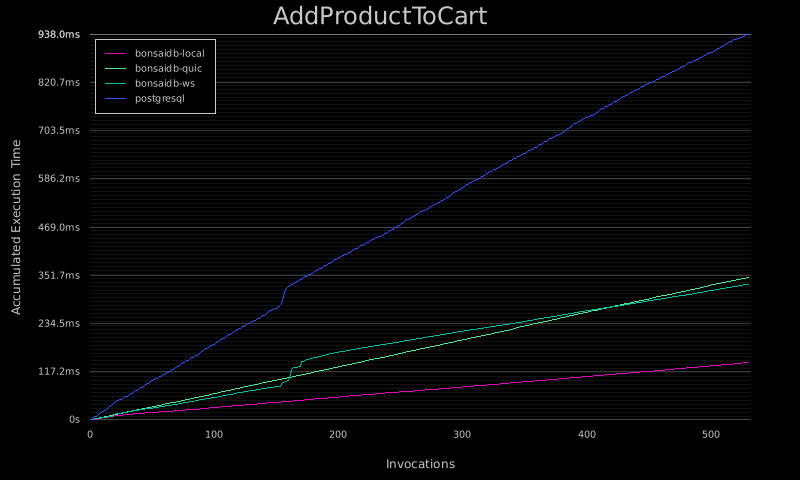 AddProductToCart
938.0ms
820.7ms
703.5ms
586.2ms
469.0ms
351.7ms
234.5ms
117.2ms
0s
bonsaidb-local
bonsaidb-quic
bonsaidb-ws
postgresql
Accumulated Execution Time
0 100 200 300 400 500
Invocations